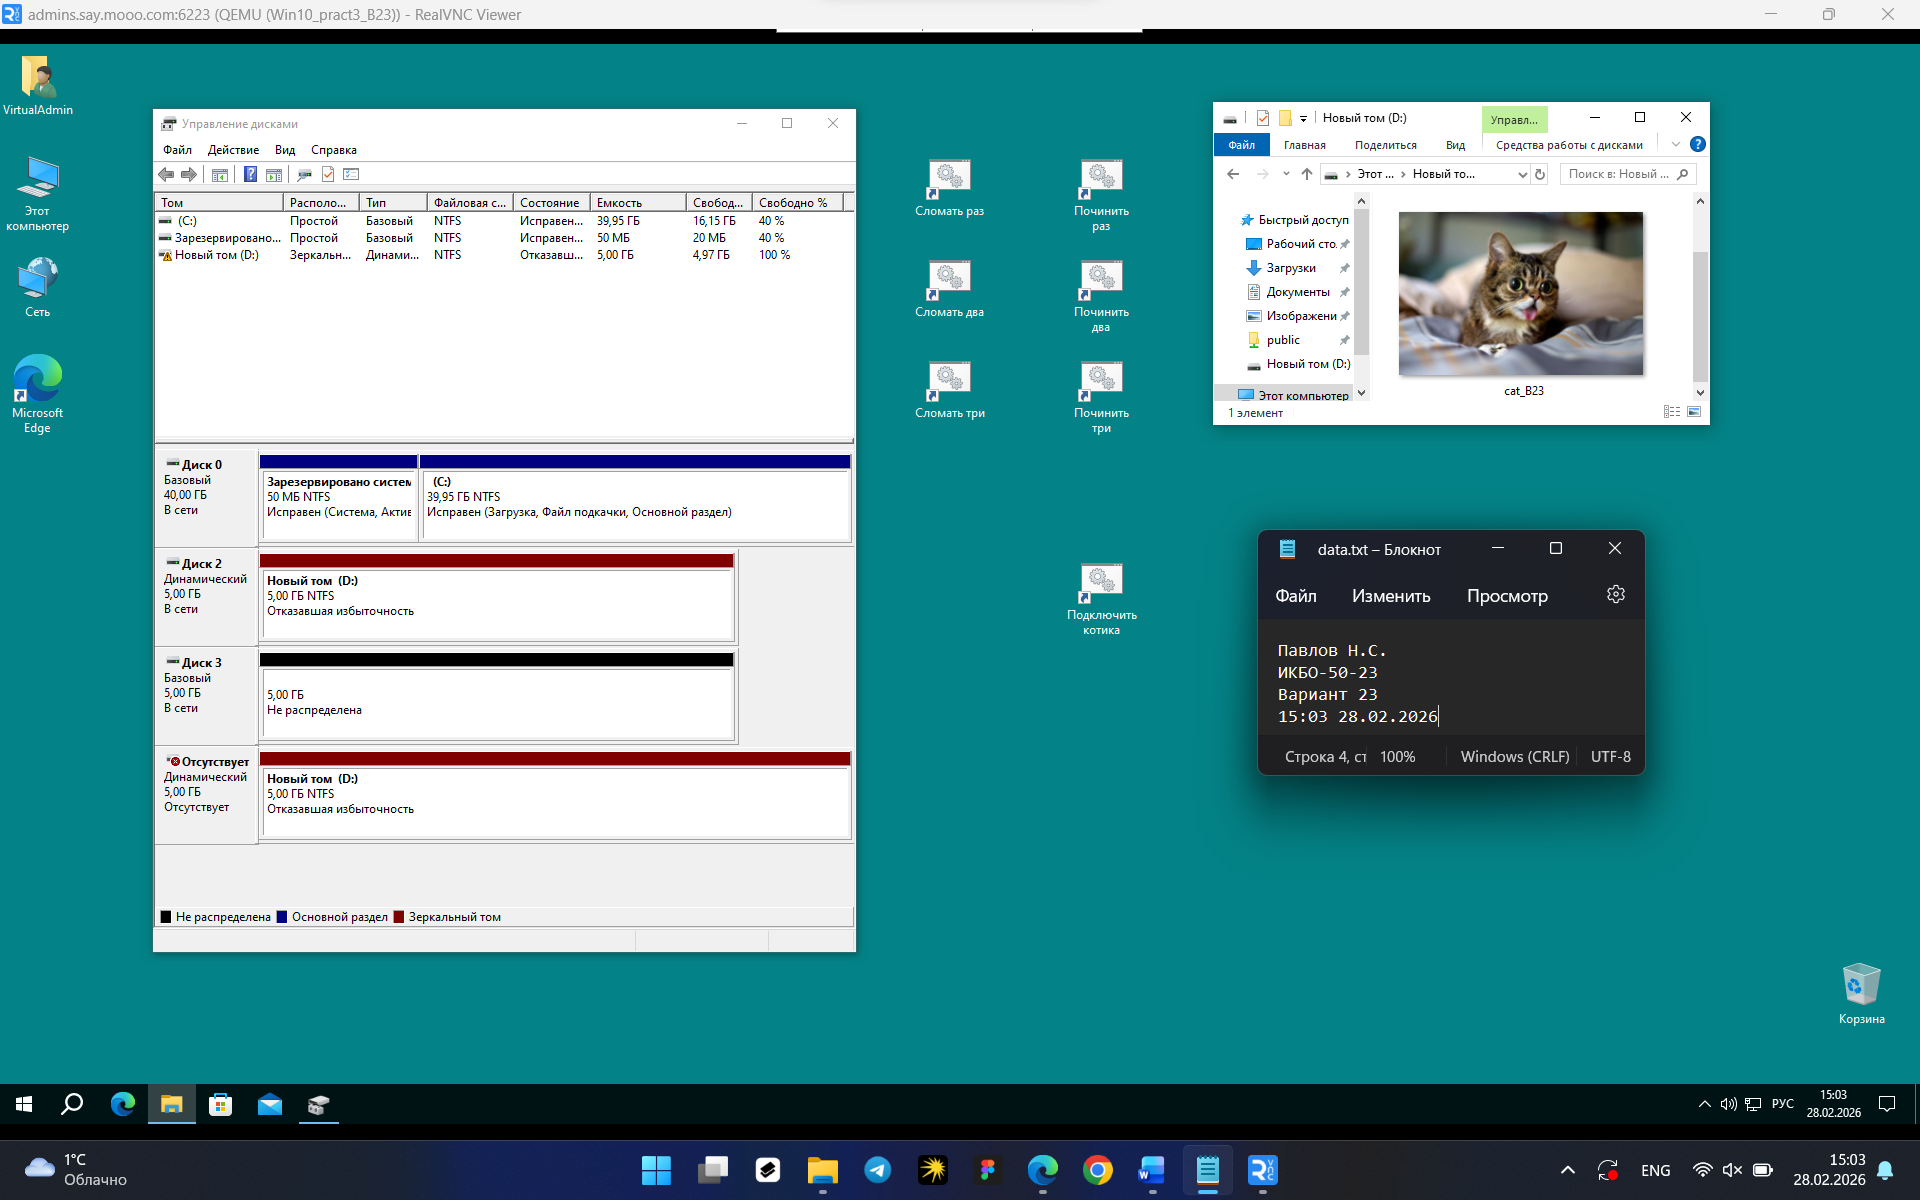 admins.say.mooo.com:6223 (QEMU (Win10_pract3_B23)) - RealVNC Viewer
VirtualAdmin
Этот
компьютер
Сеть
Microsoft
Edge
Управление дисками
Файл Действие Вид Справка
Том Располо... Тип Файловая с... Состояние Емкость Свобод... Свободно %
(C:) Простой Базовый NTFS Исправен... 39,95 ГБ 16,15 ГБ 40 %
Зарезервировано... Простой Базовый NTFS Исправен... 50 МБ 20 МБ 40 %
Новый том (D:) Зеркальн... Динами... NTFS Отказавш... 5,00 ГБ 4,97 ГБ 100 %
Диск 0
Базовый
40,00 ГБ
В сети
Зарезервировано систем
50 МБ NTFS
Исправен (Система, Актив
(C:)
39,95 ГБ NTFS
Исправен (Загрузка, Файл подкачки, Основной раздел)
Диск 2
Динамический
5,00 ГБ
В сети
Новый том (D:)
5,00 ГБ NTFS
Отказавшая избыточность
Диск 3
Базовый
5,00 ГБ
В сети
5,00 ГБ
Не распределена
Отсутствует
Динамический
5,00 ГБ
Отсутствует
Новый том (D:)
5,00 ГБ NTFS
Отказавшая избыточность
Не распределена Основной раздел Зеркальный том
Сломать раз
Починить
раз
Сломать два
Починить
два
Сломать три
Починить
три
Подключить
котика
Новый том (D:) Управл...
Файл Главная Поделиться Вид Средства работы с дисками
Этот ... Новый то... Поиск в: Новый ...
Быстрый доступ
Рабочий сто.
Загрузки
Документы
Изображени
public
Новый том (D:)
Этот компьютер
cat_B23
1 элемент
data.txt – Блокнот
Файл Изменить Просмотр
Павлов Н.С.
ИКБО-50-23
Вариант 23
15:03 28.02.2026
Строка 4, ст 100% Windows (CRLF) UTF-8
Корзина
РУС
15:03
28.02.2026
1°C
Облачно
ENG
15:03
28.02.2026